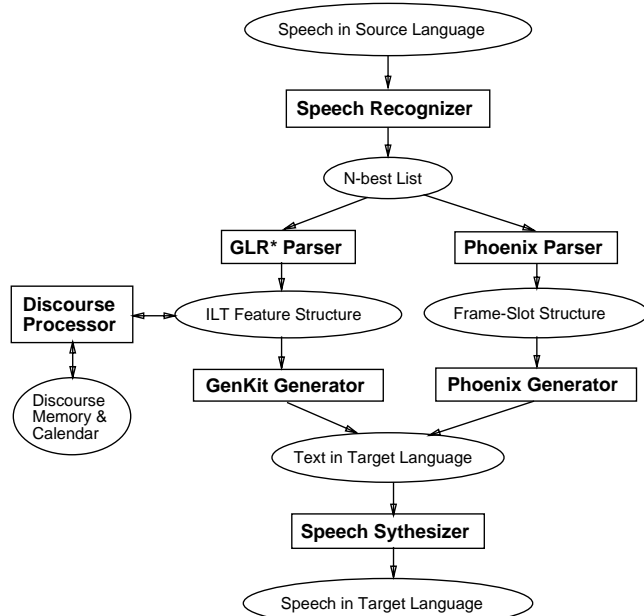 Speech in Source Language
Speech Recognizer
N-best List
GLR* Parser
Phoenix Parser
Discourse
Processor
ILT Feature Structure
Frame-Slot Structure
GenKit Generator
Phoenix Generator
Discourse
Memory &
Calendar
Text in Target Language
Speech Sythesizer
Speech in Target Language